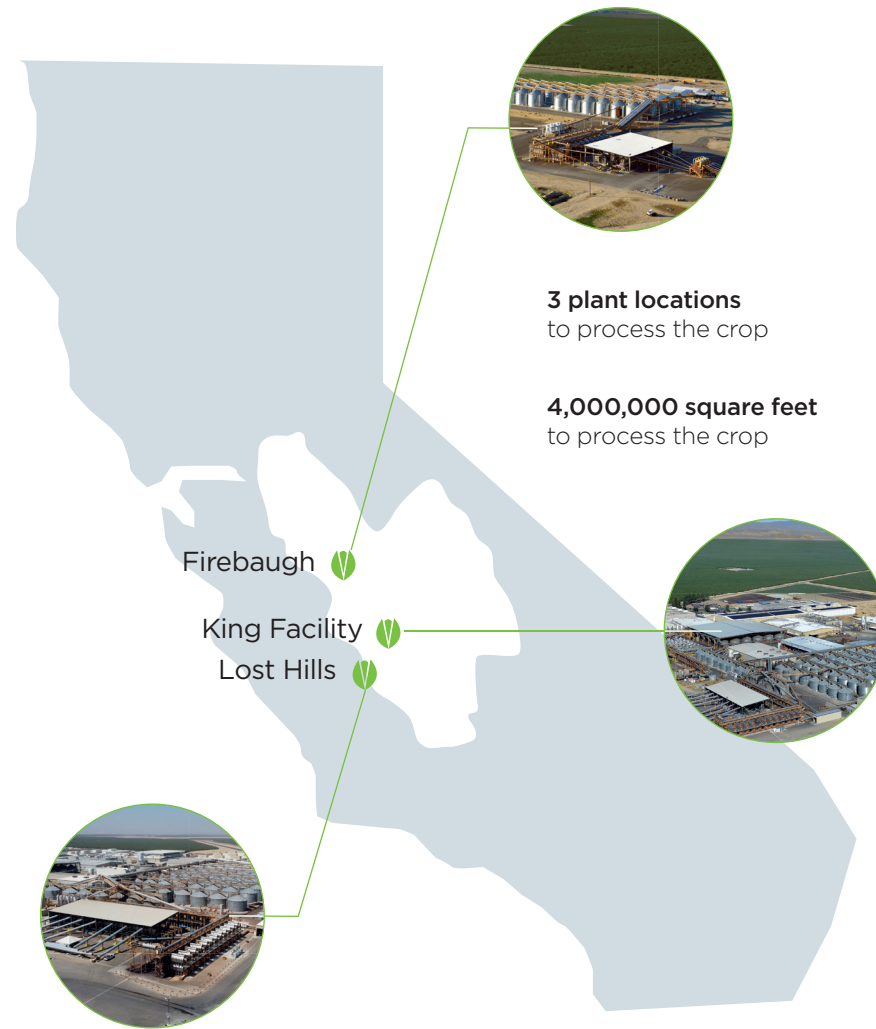 3 plant locations
to process the crop
4,000,000 square feet
to process the crop
Firebaugh
King Facility
Lost Hills